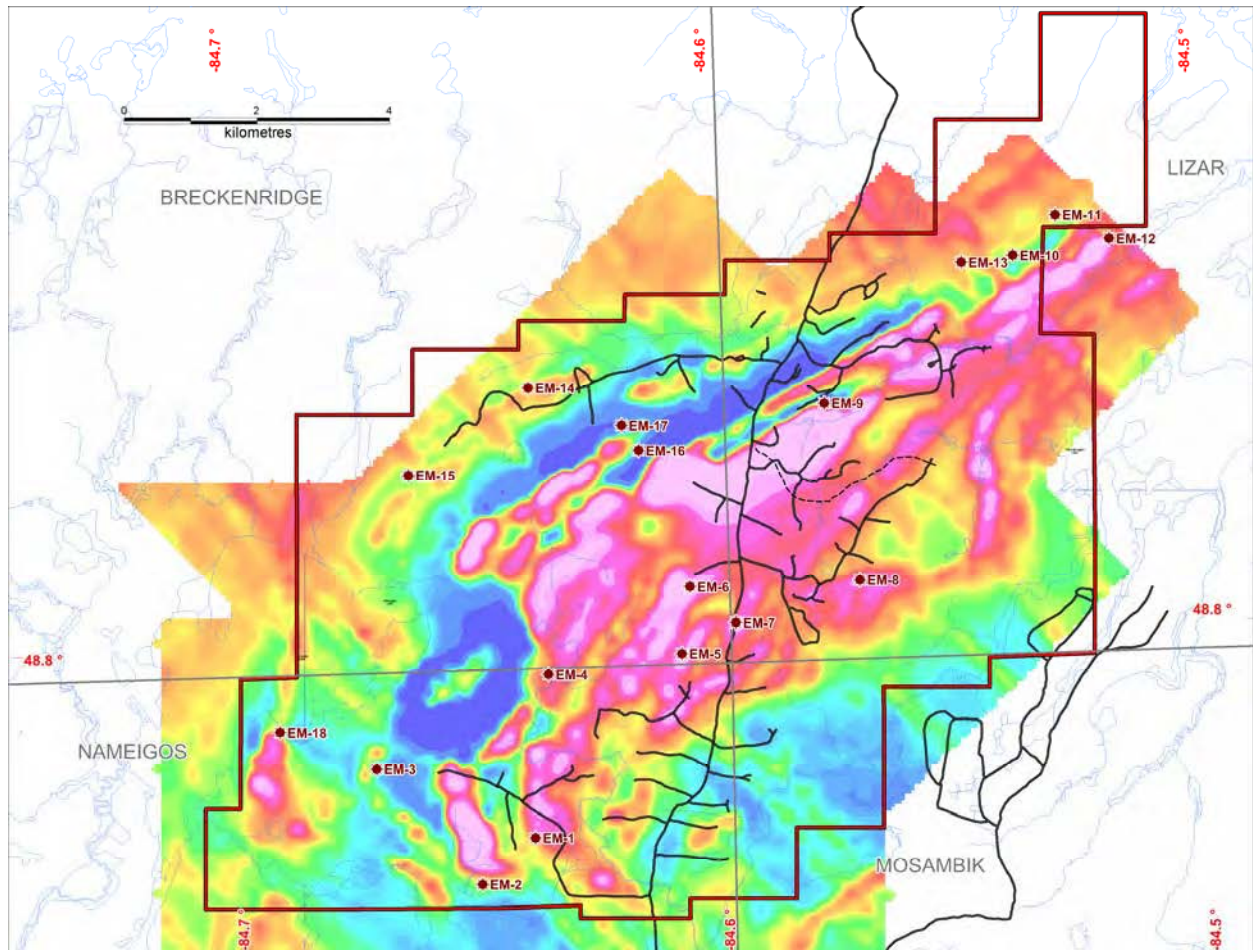 -84.7 °
-84.6 °
-84.5 °
0 2 4
kilometres
BRECKENRIDGE
LIZAR
EM-11
EM-12
EM-10
EM-13
EM-14
EM-9
EM-17
EM-16
EM-15
EM-8
EM-6
48.8 °
EM-7
EM-5
48.8 °
EM-4
EM-18
NAMEIGOS
EM-3
EM-1
MOSAMBIK
EM-2
-84.7 °
-84.6 °
-84.5 °